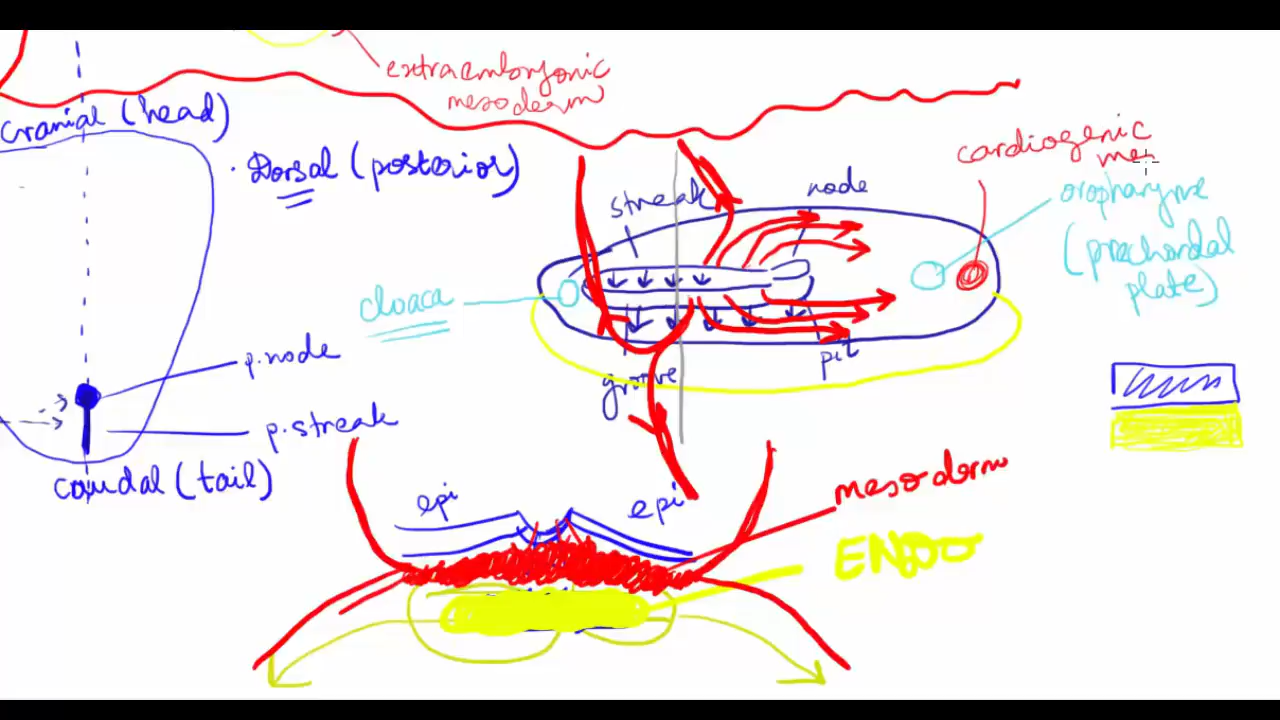 extraembryonic
mesoderm
cranial (head)
· Dorsal (posterior)
cardiogenic
mes
streak
node
oropharynx
(prechordal
plate)
cloaca
p.node
pit
groove
p.streak
caudal (tail)
epi
epi
mesoderm
ENDO